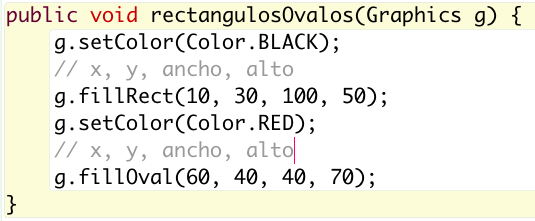 public void rectangulosOvalos(Graphics g) {
    g.setColor(Color.BLACK);
    // x, y, ancho, alto
    g.fillRect(10, 30, 100, 50);
    g.setColor(Color.RED);
    // x, y, ancho, alto
    g.fillOval(60, 40, 40, 70);
}